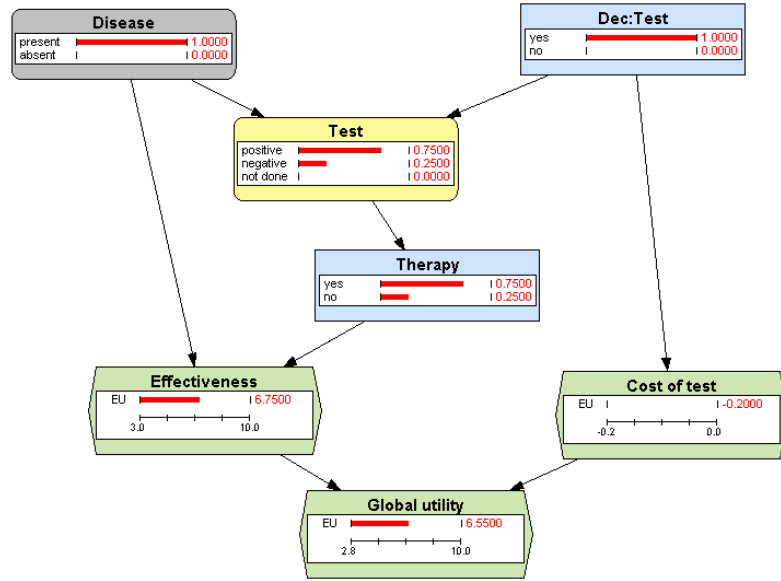 Disease
present 1.0000
absent 0.0000
Dec:Test
yes 1.0000
no 0.0000
Test
positive 0.7500
negative 0.2500
not done 0.0000
Therapy
yes 0.7500
no 0.2500
Effectiveness
EU 6.7500
3.0 10.0
Cost of test
EU -0.2000
-0.2 0.0
Global utility
EU 6.5500
2.8 10.0